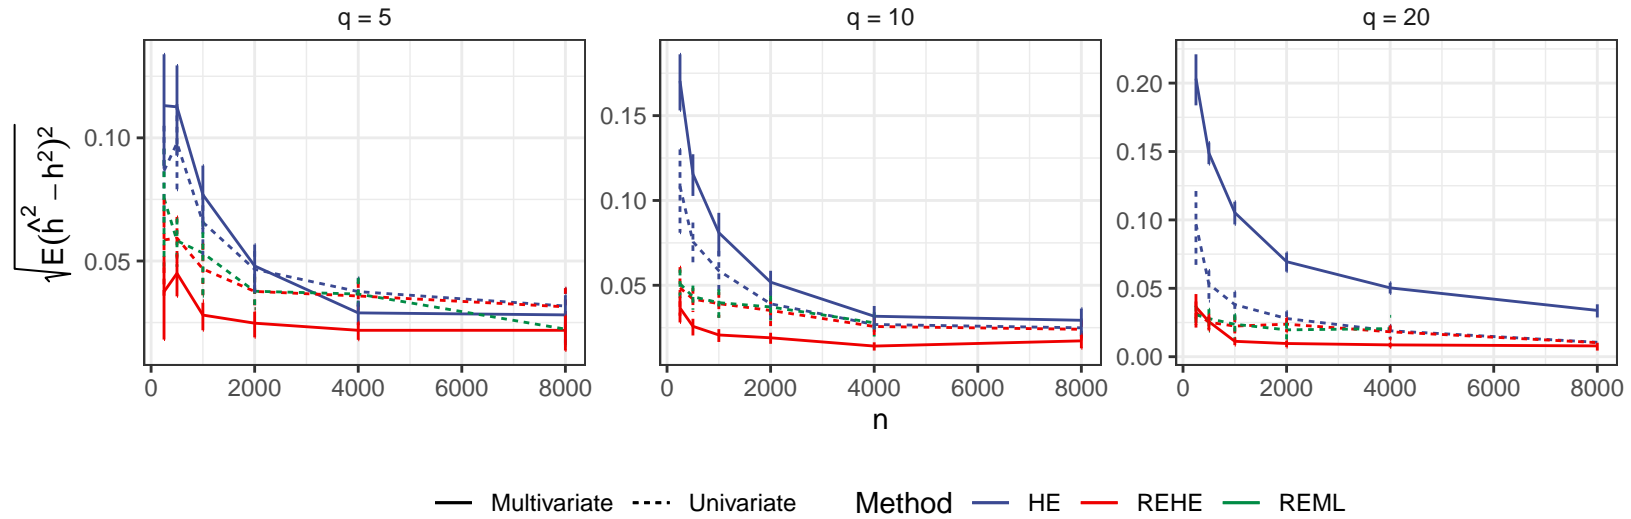 q = 5
q = 10
q = 20
√E(ĥ² − h²)²
0.10
0.05
0 2000 4000 6000 8000
0.15
0.10
0.05
0 2000 4000 6000 8000
0.20
0.15
0.10
0.05
0.00
0 2000 4000 6000 8000
n
Multivariate Univariate Method HE REHE REML